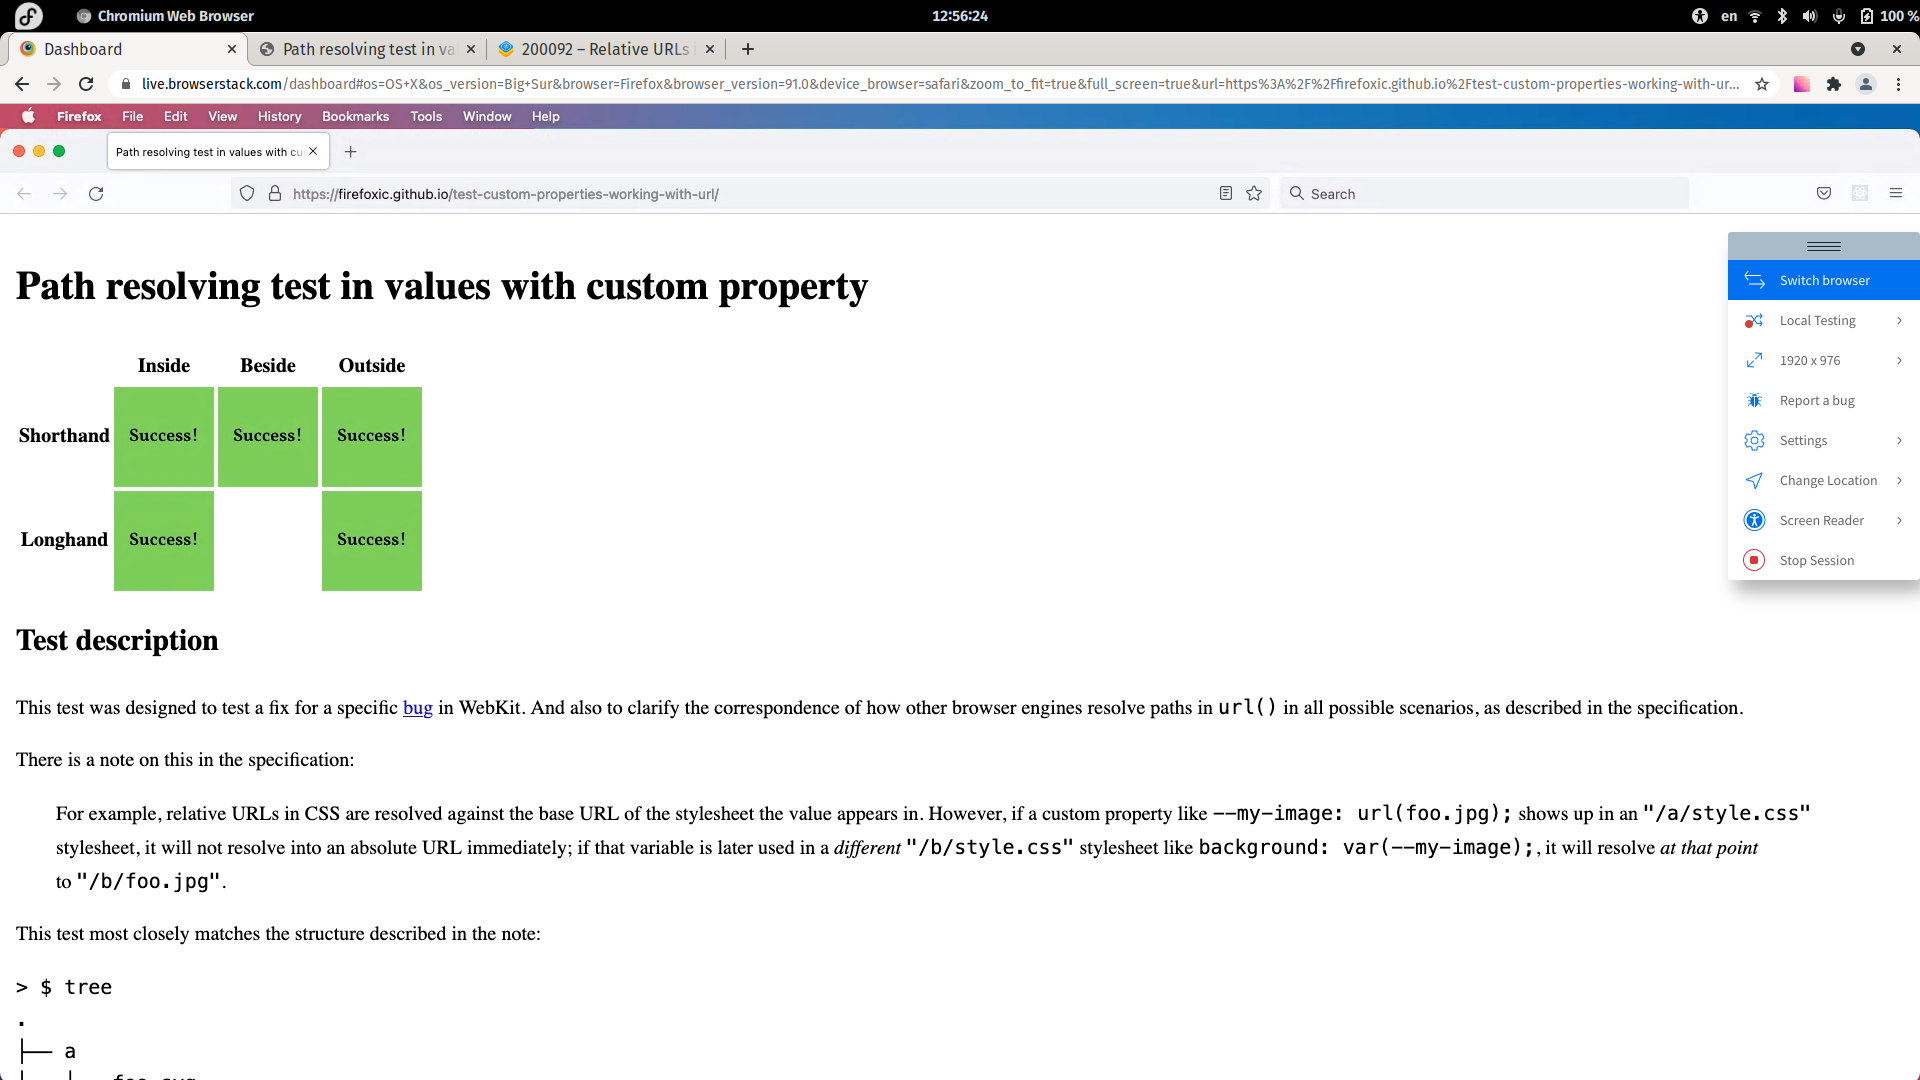 Chromium Web Browser
12:56:24
en
100 %
Dashboard
Path resolving test in va
200092 – Relative URLs
live.browserstack.com/dashboard#os=OS+X&os_version=Big+Sur&browser=Firefox&browser_version=91.0&device_browser=safari&zoom_to_fit=true&full_screen=true&url=https%3A%2F%2Ffirefoxic.github.io%2Ftest-custom-properties-working-with-ur...
Firefox File Edit View History Bookmarks Tools Window Help
Path resolving test in values with cu
https://firefoxic.github.io/test-custom-properties-working-with-url/
Search
Path resolving test in values with custom property
Inside Beside Outside
Shorthand Success! Success! Success!
Longhand Success! Success!
Switch browser
Local Testing
1920 x 976
Report a bug
Settings
Change Location
Screen Reader
Stop Session
Test description
This test was designed to test a fix for a specific bug in WebKit. And also to clarify the correspondence of how other browser engines resolve paths in url() in all possible scenarios, as described in the specification.
There is a note on this in the specification:
For example, relative URLs in CSS are resolved against the base URL of the stylesheet the value appears in. However, if a custom property like --my-image: url(foo.jpg); shows up in an "/a/style.css"
stylesheet, it will not resolve into an absolute URL immediately; if that variable is later used in a different "/b/style.css" stylesheet like background: var(--my-image);, it will resolve at that point
to "/b/foo.jpg".
This test most closely matches the structure described in the note:
> $ tree
.
├── a